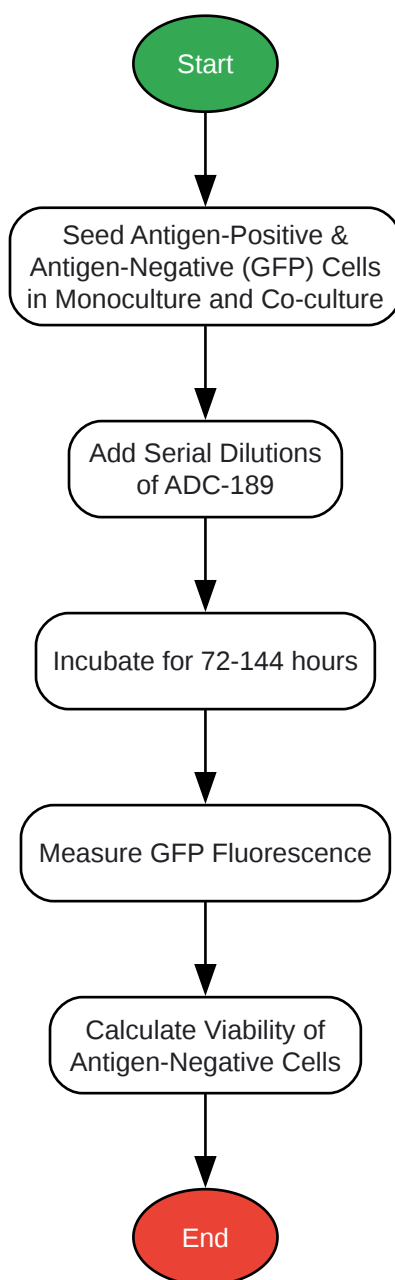 Start
Seed Antigen-Positive &
Antigen-Negative (GFP) Cells
in Monoculture and Co-culture
Add Serial Dilutions
of ADC-189
Incubate for 72-144 hours
Measure GFP Fluorescence
Calculate Viability of
Antigen-Negative Cells
End